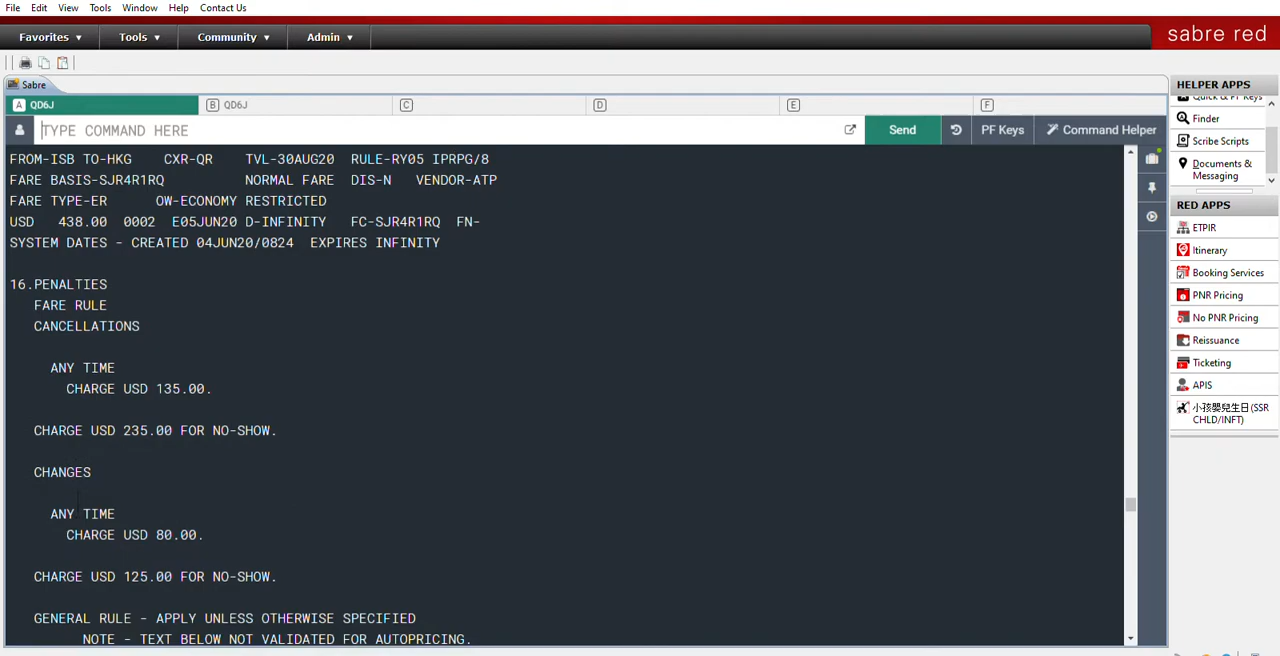 File Edit View Tools Window Help Contact Us
Favorites Tools Community Admin sabre red
Sabre
A QD6J B QD6J C D E F
TYPE COMMAND HERE Send PF Keys Command Helper
FROM-ISB TO-HKG CXR-QR TVL-30AUG20 RULE-RY05 IPRPG/8
FARE BASIS-SJR4R1RQ NORMAL FARE DIS-N VENDOR-ATP
FARE TYPE-ER OW-ECONOMY RESTRICTED
USD 438.00 0002 E05JUN20 D-INFINITY FC-SJR4R1RQ FN-
SYSTEM DATES - CREATED 04JUN20/0824 EXPIRES INFINITY
16.PENALTIES
FARE RULE
CANCELLATIONS
ANY TIME
CHARGE USD 135.00.
CHARGE USD 235.00 FOR NO-SHOW.
CHANGES
ANY TIME
CHARGE USD 80.00.
CHARGE USD 125.00 FOR NO-SHOW.
GENERAL RULE - APPLY UNLESS OTHERWISE SPECIFIED
NOTE - TEXT BELOW NOT VALIDATED FOR AUTOPRICING.
HELPER APPS
Quick & PF Keys
Finder
Scribe Scripts
Documents &
Messaging
RED APPS
ETPIR
Itinerary
Booking Services
PNR Pricing
No PNR Pricing
Reissuance
Ticketing
APIS
小孩嬰兒生日(SSR
CHLD/INFT)